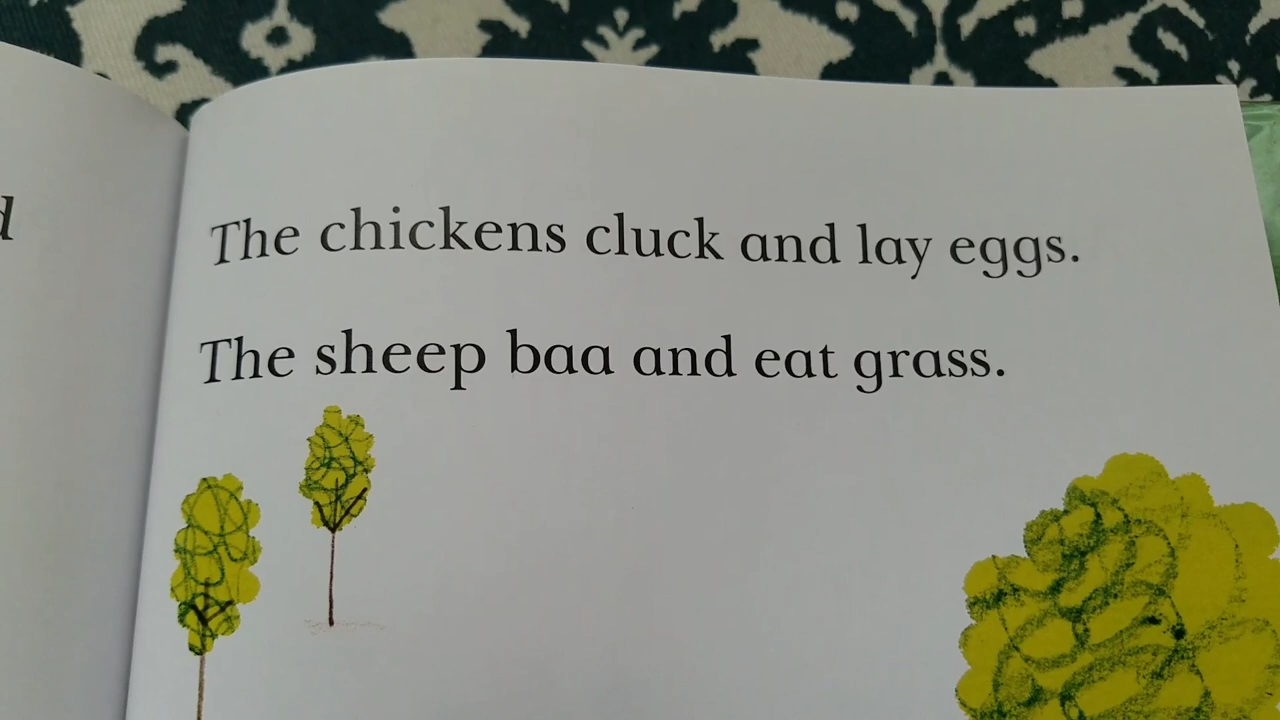 The chickens cluck and lay eggs.
The sheep baa and eat grass.